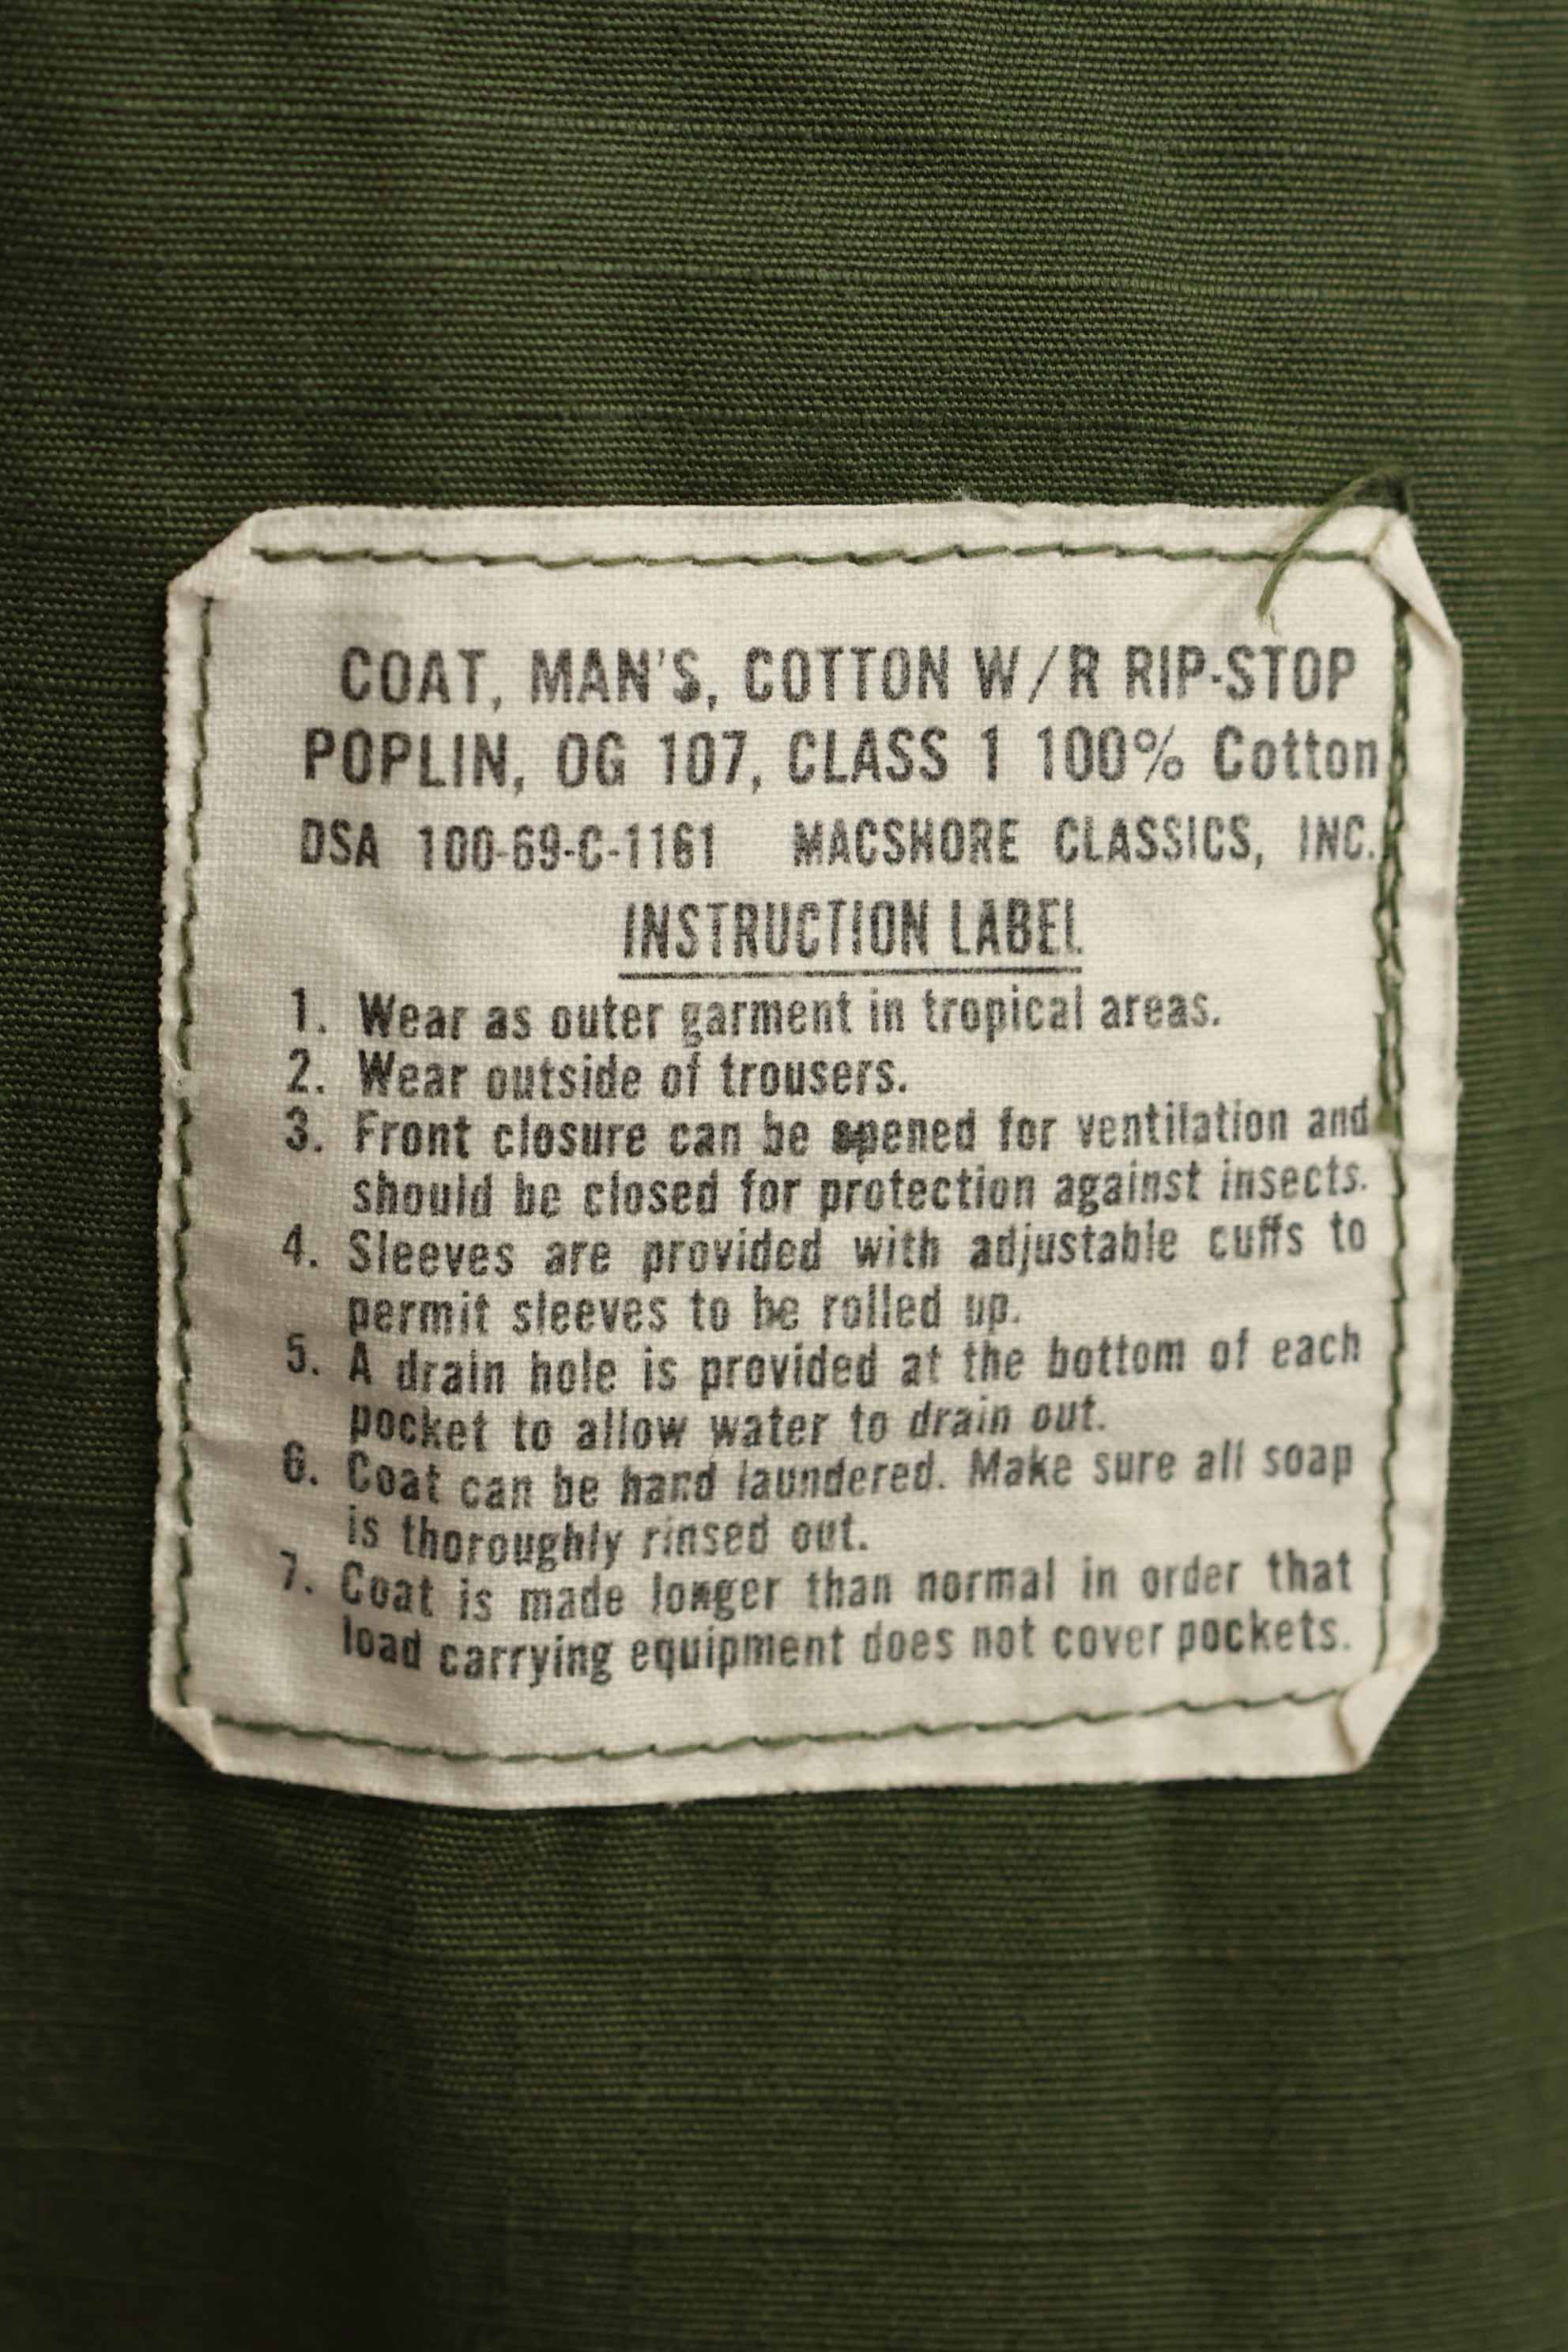 COAT, MAN'S, COTTON W/R RIP-STOP
POPLIN, OG 107, CLASS 1 100% Cotton
DSA 100-69-C-1161 MACSHORE CLASSICS, INC.
INSTRUCTION LABEL
1. Wear as outer garment in tropical areas.
2. Wear outside of trousers.
3. Front closure can be opened for ventilation and
should be closed for protection against insects.
4. Sleeves are provided with adjustable cuffs to
permit sleeves to be rolled up.
5. A drain hole is provided at the bottom of each
pocket to allow water to drain out.
6. Coat can be hand laundered. Make sure all soap
is thoroughly rinsed out.
7. Coat is made longer than normal in order that
load carrying equipment does not cover pockets.